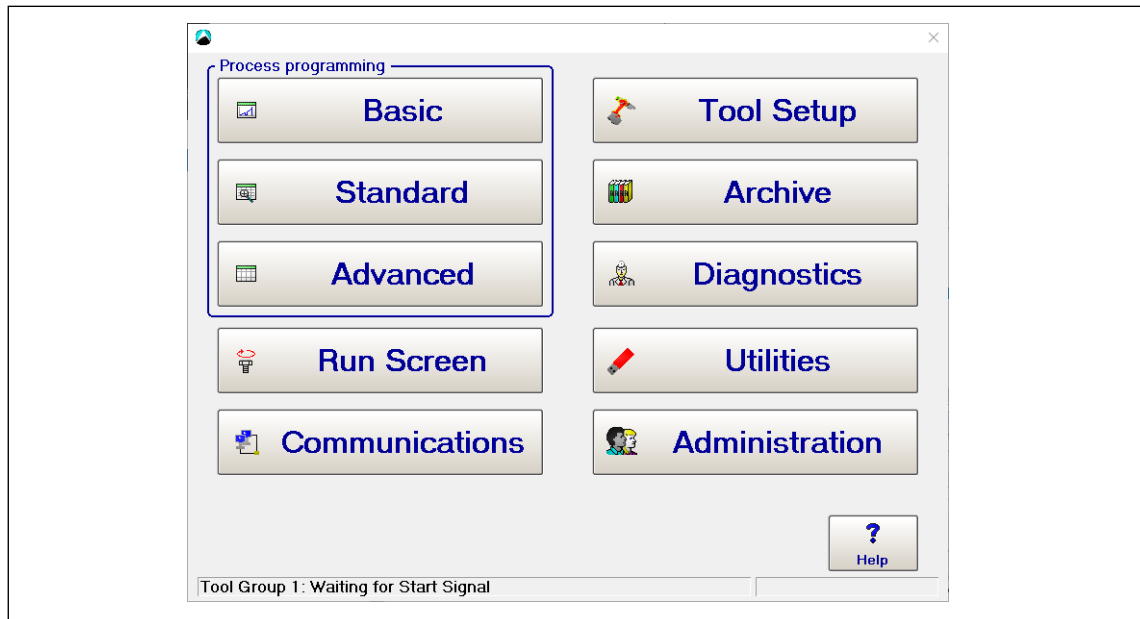 Process programming
Basic
Standard
Advanced
Run Screen
Communications
Tool Setup
Archive
Diagnostics
Utilities
Administration
?
Help
Tool Group 1: Waiting for Start Signal